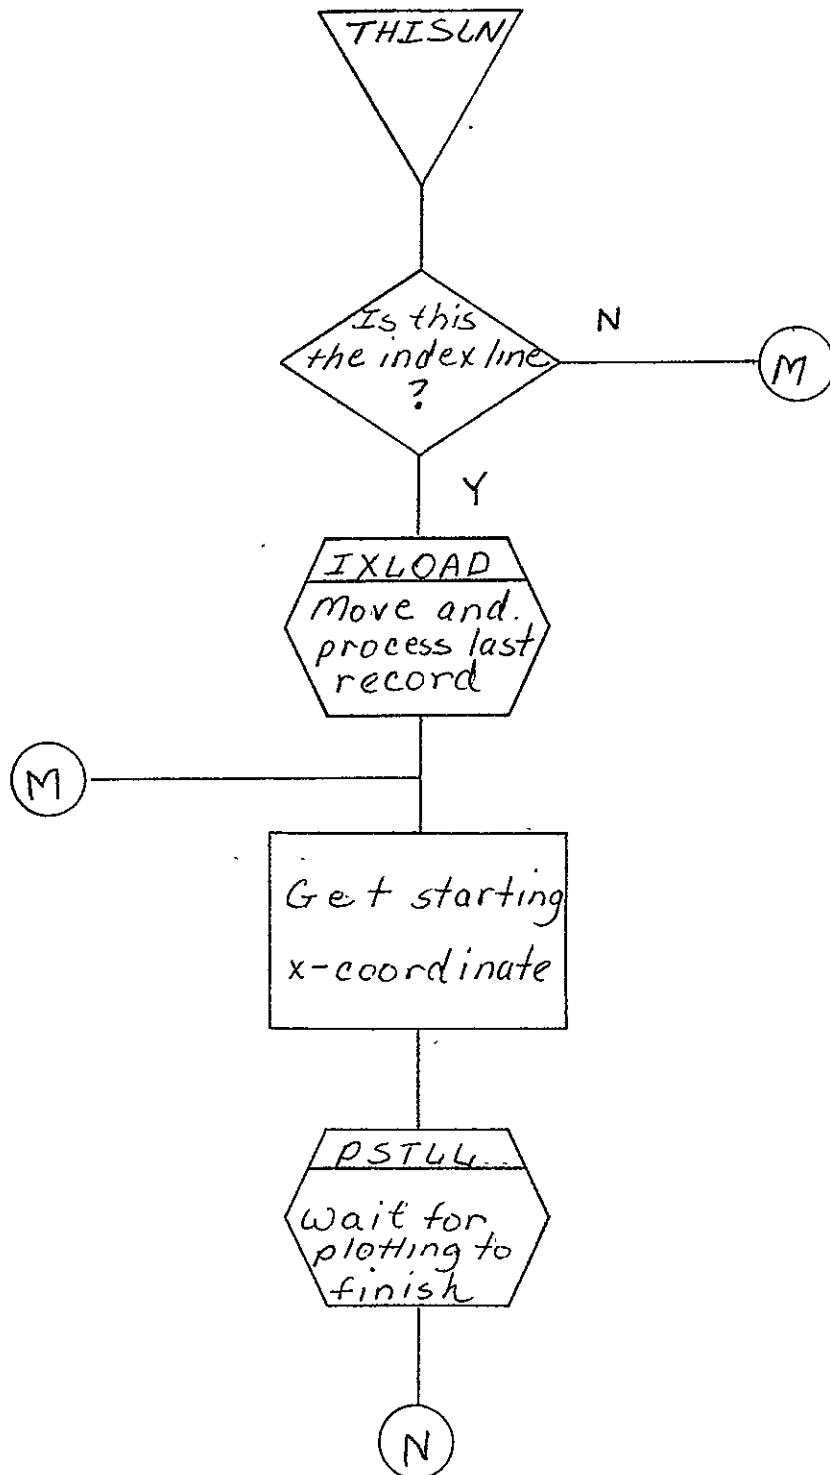 THISLN
Is this
the index line
?
N
M
Y
IXLOAD
Move and.
process last
record
M
Get starting
x-coordinate
PSTLL..
Wait for
plotting to
finish
N